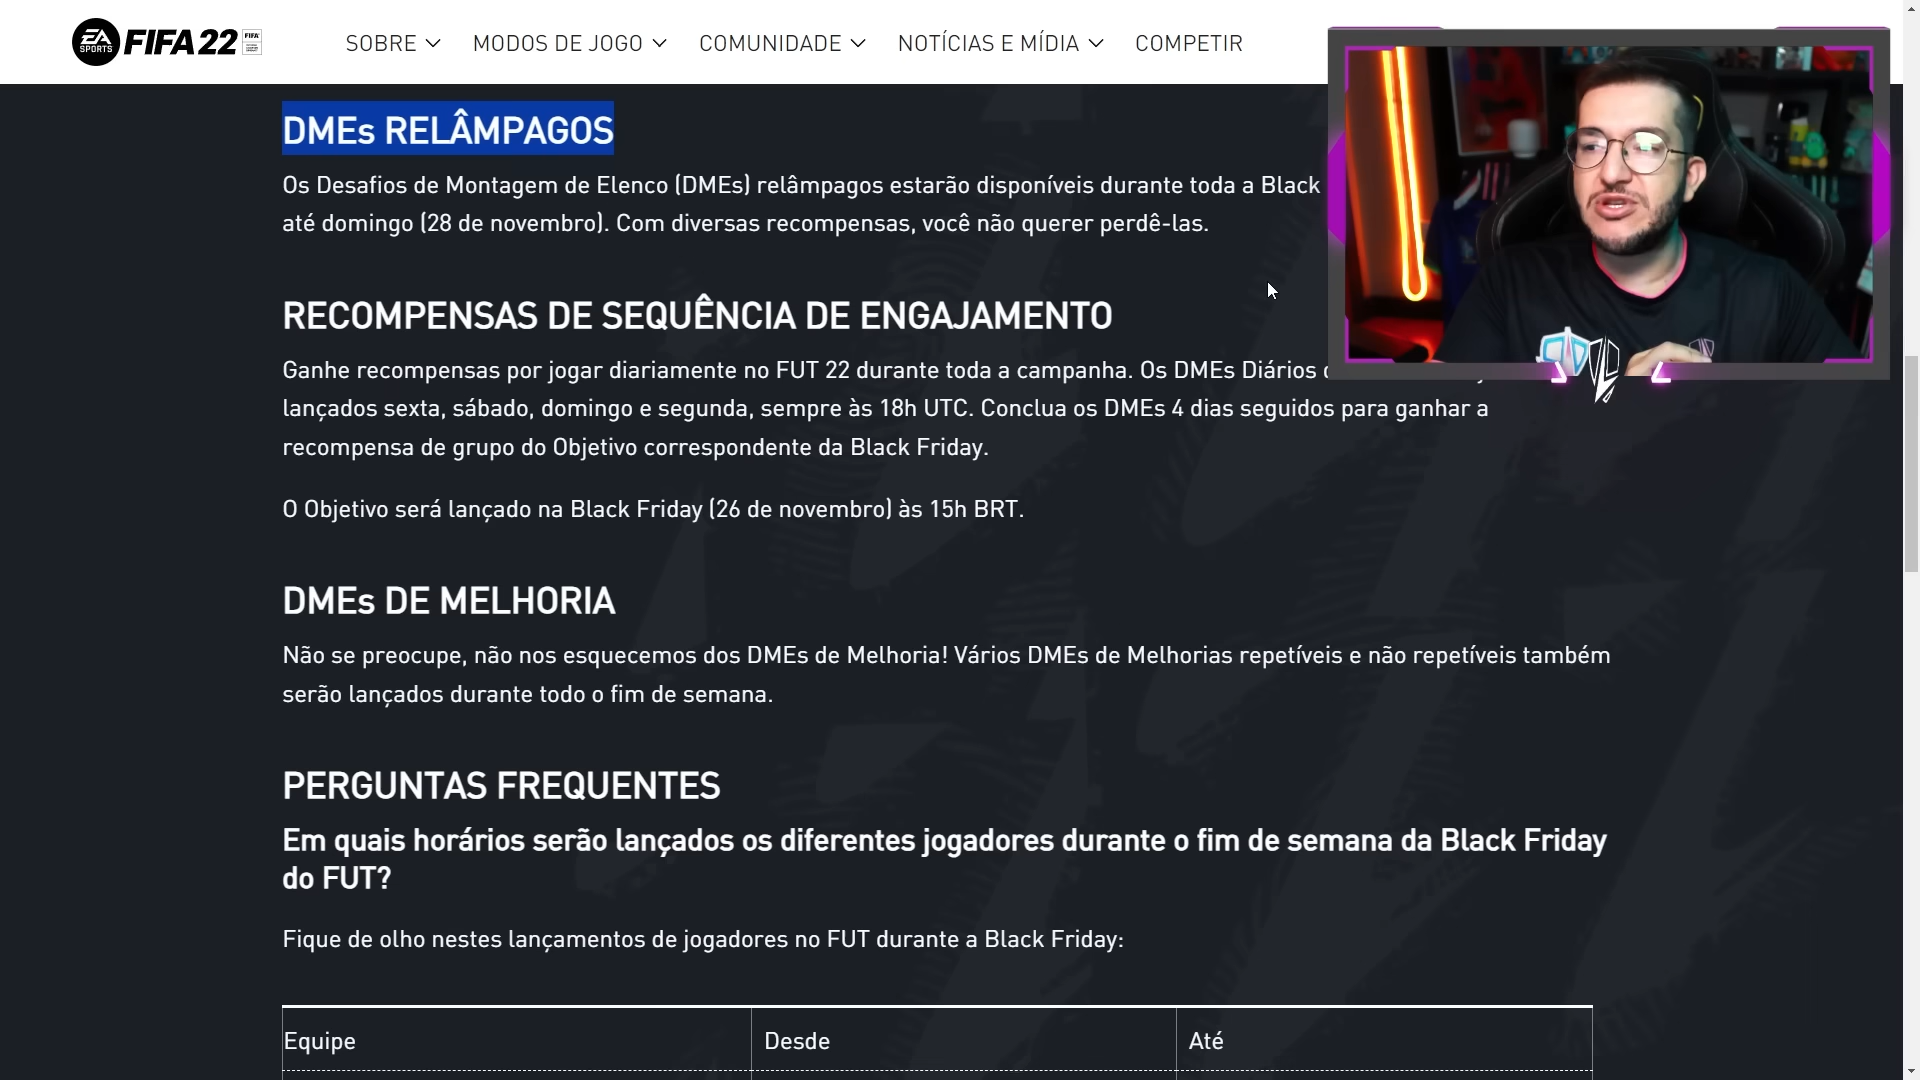 EA SPORTS FIFA 22 FIFA
SOBRE MODOS DE JOGO COMUNIDADE NOTÍCIAS E MÍDIA COMPETIR
DMEs RELÂMPAGOS
Os Desafios de Montagem de Elenco (DMEs) relâmpagos estarão disponíveis durante toda a Black
até domingo (28 de novembro). Com diversas recompensas, você não querer perdê-las.
RECOMPENSAS DE SEQUÊNCIA DE ENGAJAMENTO
Ganhe recompensas por jogar diariamente no FUT 22 durante toda a campanha. Os DMEs Diários
lançados sexta, sábado, domingo e segunda, sempre às 18h UTC. Conclua os DMEs 4 dias seguidos para ganhar a
recompensa de grupo do Objetivo correspondente da Black Friday.
O Objetivo será lançado na Black Friday (26 de novembro) às 15h BRT.
DMEs DE MELHORIA
Não se preocupe, não nos esquecemos dos DMEs de Melhoria! Vários DMEs de Melhorias repetíveis e não repetíveis também
serão lançados durante todo o fim de semana.
PERGUNTAS FREQUENTES
Em quais horários serão lançados os diferentes jogadores durante o fim de semana da Black Friday
do FUT?
Fique de olho nestes lançamentos de jogadores no FUT durante a Black Friday:
Equipe Desde Até